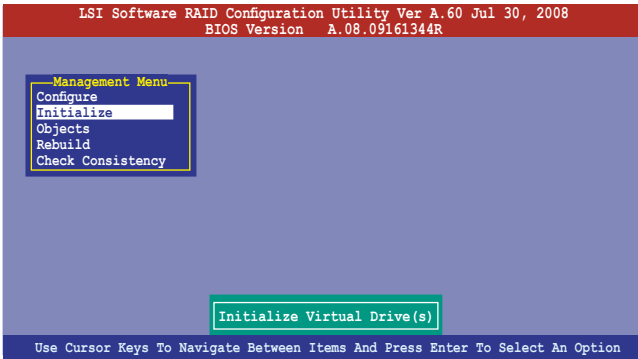 LSI Software RAID Configuration Utility Ver A.60 Jul 30, 2008
BIOS Version A.08.09161344R
Management Menu
Configure
Initialize
Objects
Rebuild
Check Consistency
Initialize Virtual Drive(s)
Use Cursor Keys To Navigate Between Items And Press Enter To Select An Option